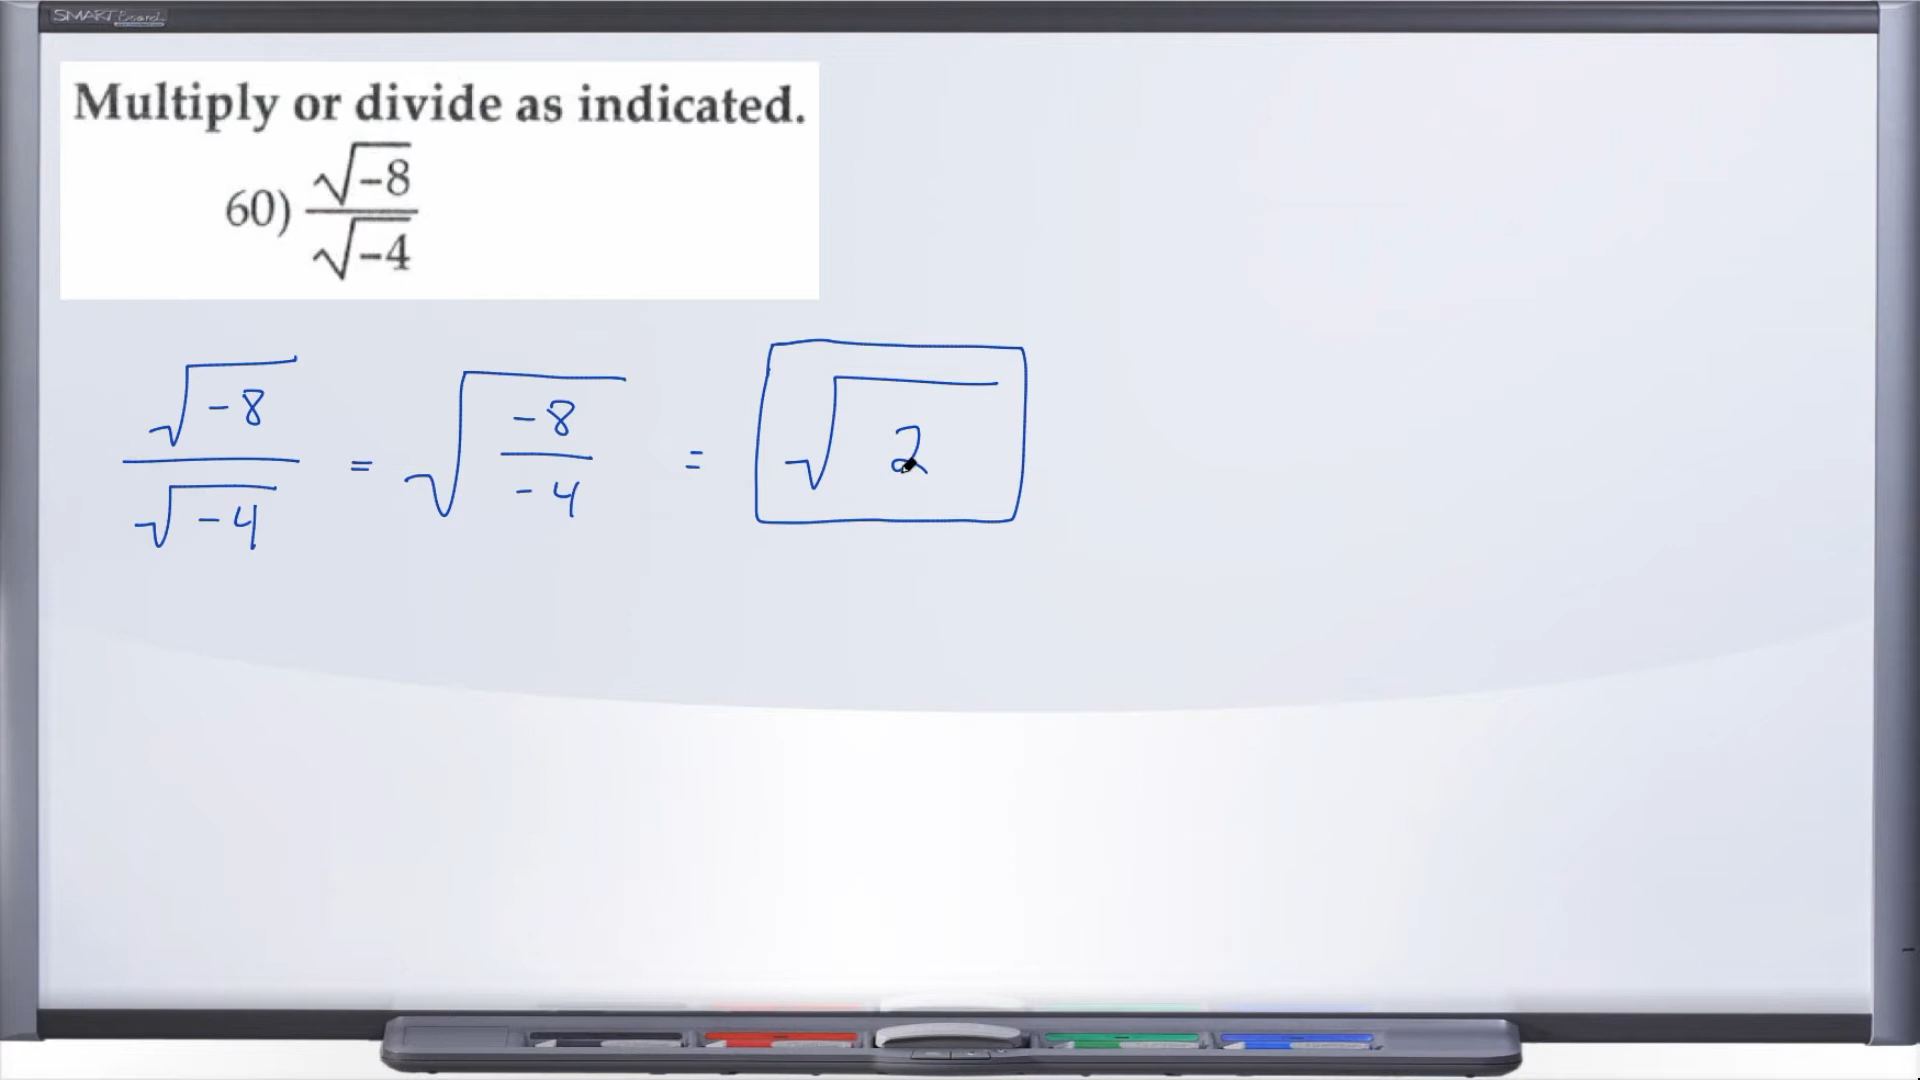 SMART Board
Multiply or divide as indicated.
60) √-8 / √-4
√-8 / √-4 = √(-8 / -4) = √2